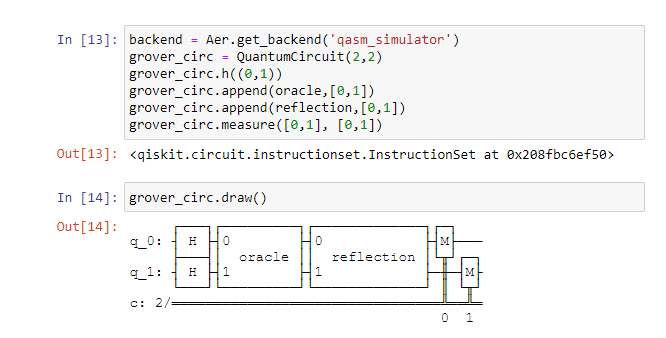 In [13]: backend = Aer.get_backend('qasm_simulator')
grover_circ = QuantumCircuit(2,2)
grover_circ.h((0,1))
grover_circ.append(oracle,[0,1])
grover_circ.append(reflection,[0,1])
grover_circ.measure([0,1], [0,1])
Out[13]: <qiskit.circuit.instructionset.InstructionSet at 0x208fbc6ef50>
In [14]: grover_circ.draw()
Out[14]:
q_0: H 0 0 M
oracle reflection
q_1: H 1 1 M
c: 2/
0 1